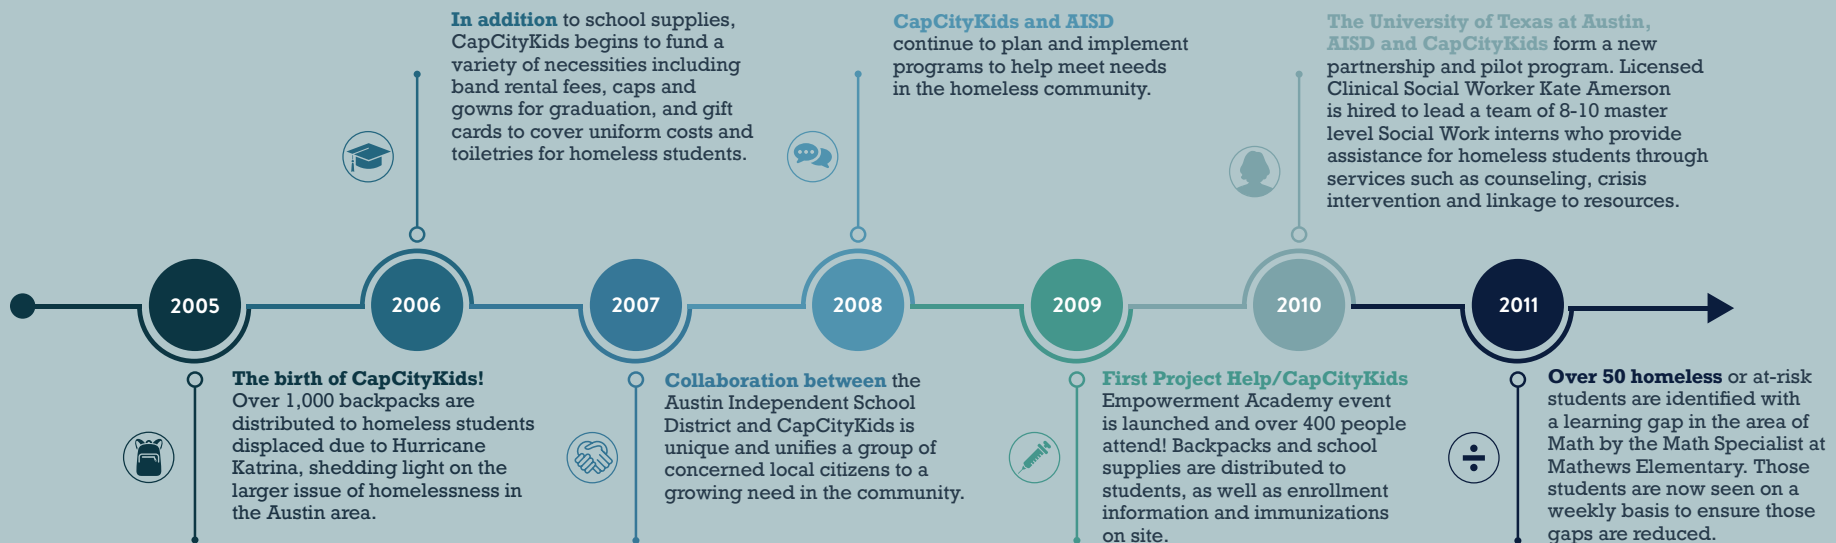 In addition to school supplies,
CapCityKids begins to fund a
variety of necessities including
band rental fees, caps and
gowns for graduation, and gift
cards to cover uniform costs and
toiletries for homeless students.
CapCityKids and AISD
continue to plan and implement
programs to help meet needs
in the homeless community.
The University of Texas at Austin,
AISD and CapCityKids form a new
partnership and pilot program. Licensed
Clinical Social Worker Kate Amerson
is hired to lead a team of 8-10 master
level Social Work interns who provide
assistance for homeless students through
services such as counseling, crisis
intervention and linkage to resources.
2005
2006
2007
2008
2009
2010
2011
The birth of CapCityKids!
Over 1,000 backpacks are
distributed to homeless students
displaced due to Hurricane
Katrina, shedding light on the
larger issue of homelessness in
the Austin area.
Collaboration between the
Austin Independent School
District and CapCityKids is
unique and unifies a group of
concerned local citizens to a
growing need in the community.
First Project Help/CapCityKids
Empowerment Academy event
is launched and over 400 people
attend! Backpacks and school
supplies are distributed to
students, as well as enrollment
information and immunizations
on site.
Over 50 homeless or at-risk
students are identified with
a learning gap in the area of
Math by the Math Specialist at
Mathews Elementary. Those
students are now seen on a
weekly basis to ensure those
gaps are reduced.